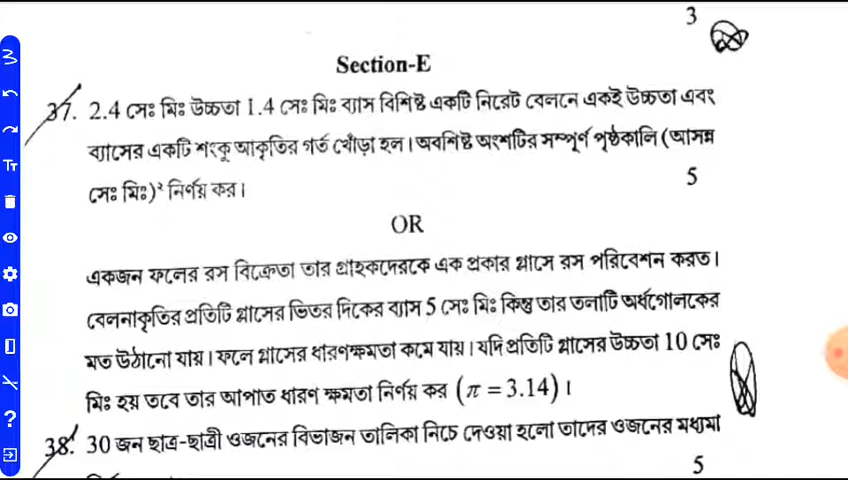 3
Section-E
37. 2.4 সেঃ মিঃ উচ্চতা 1.4 সেঃ মিঃ ব্যাস বিশিষ্ট একটি নিরেট বেলনে একই উচ্চতা এবং
ব্যাসের একটি শংকু আকৃতির গর্ত খোঁড়া হল। অবশিষ্ট অংশটির সম্পূর্ণ পৃষ্ঠকালি (আসন্ন
সেঃ মিঃ)² নির্ণয় কর।
5
OR
একজন ফলের রস বিক্রেতা তার গ্রাহকদেরকে এক প্রকার গ্লাসে রস পরিবেশন করত।
বেলনাকৃতির প্রতিটি গ্লাসের ভিতর দিকের ব্যাস 5 সেঃ মিঃ কিন্তু তার তলাটি অর্ধগোলকের
মত উঠানো যায়। ফলে গ্লাসের ধারণক্ষমতা কমে যায়। যদি প্রতিটি গ্লাসের উচ্চতা 10 সেঃ
মিঃ হয় তবে তার আপাত ধারণ ক্ষমতা নির্ণয় কর (π = 3.14) ।
38. 30 জন ছাত্র-ছাত্রী ওজনের বিভাজন তালিকা নিচে দেওয়া হলো তাদের ওজনের মধ্যমা
5